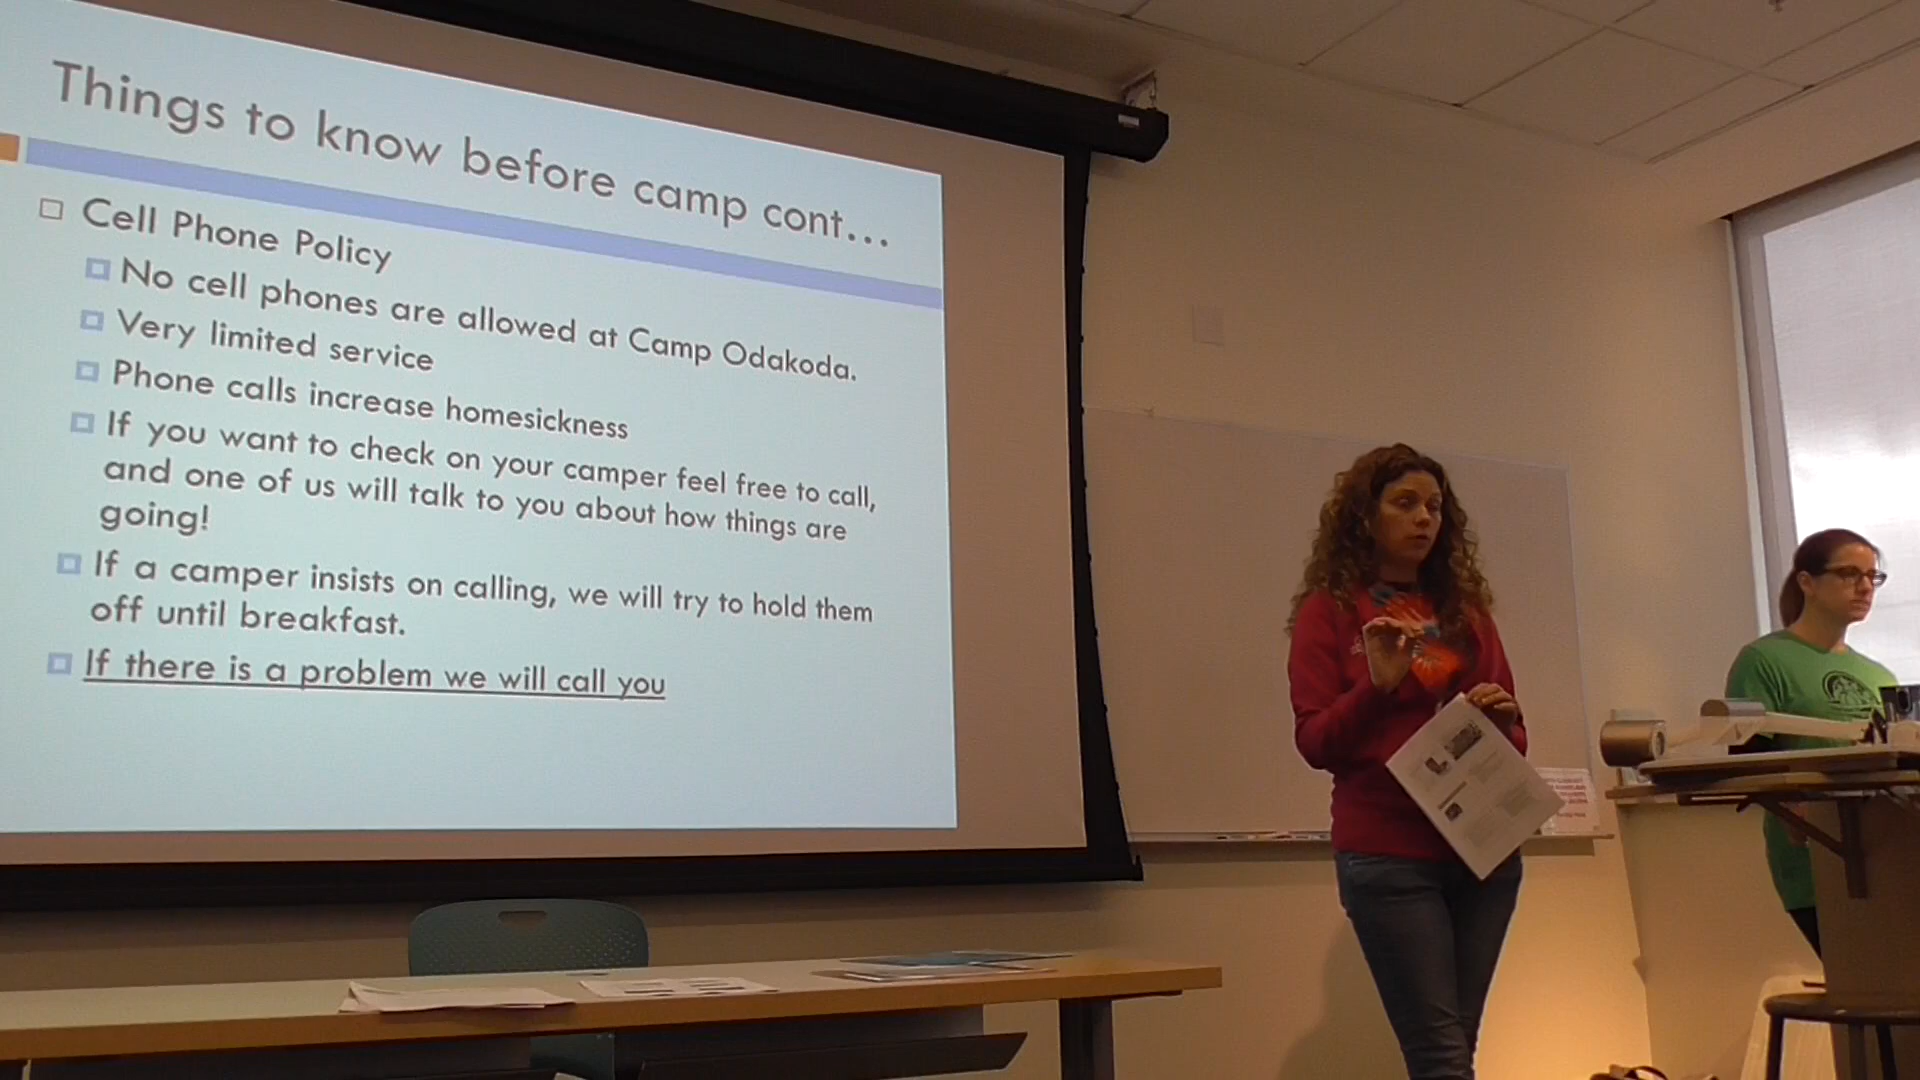 Things to know before camp cont...
Cell Phone Policy
No cell phones are allowed at Camp Odakoda.
Very limited service
Phone calls increase homesickness
If you want to check on your camper feel free to call,
and one of us will talk to you about how things are
going!
If a camper insists on calling, we will try to hold them
off until breakfast.
If there is a problem we will call you